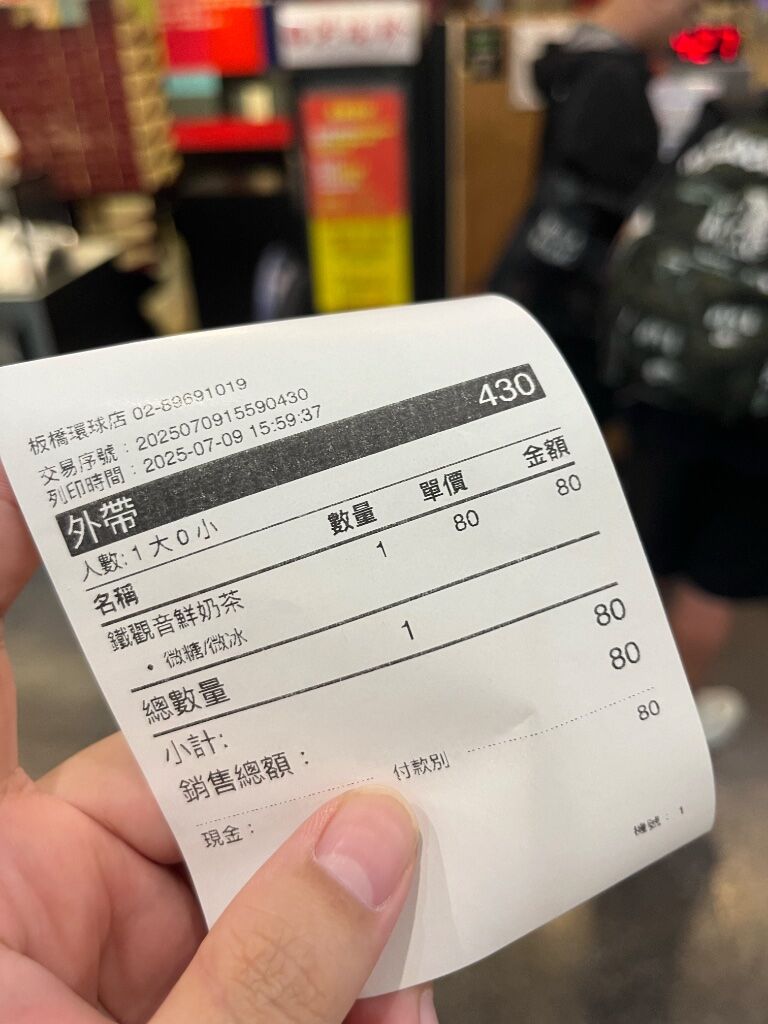 板橋環球店 02-89691019
交易序號：2025070915590430
列印時間：2025-07-09 15:59:37
外帶 430
人數: 1 大 0 小
名稱 數量 單價 金額
鐵觀音鮮奶茶 1 80 80
• 微糖/微冰
總數量 1
小計: 80
銷售總額： 80
付款別
現金： 80
機號： 1